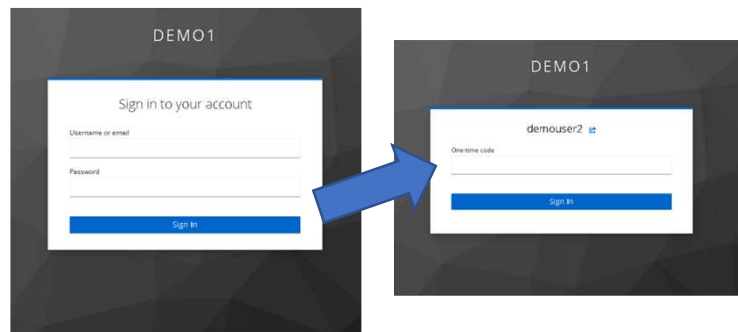 DEMO1
Sign in to your account
Username or email
Password
Sign In
DEMO1
demouser2
One-time code
Sign In